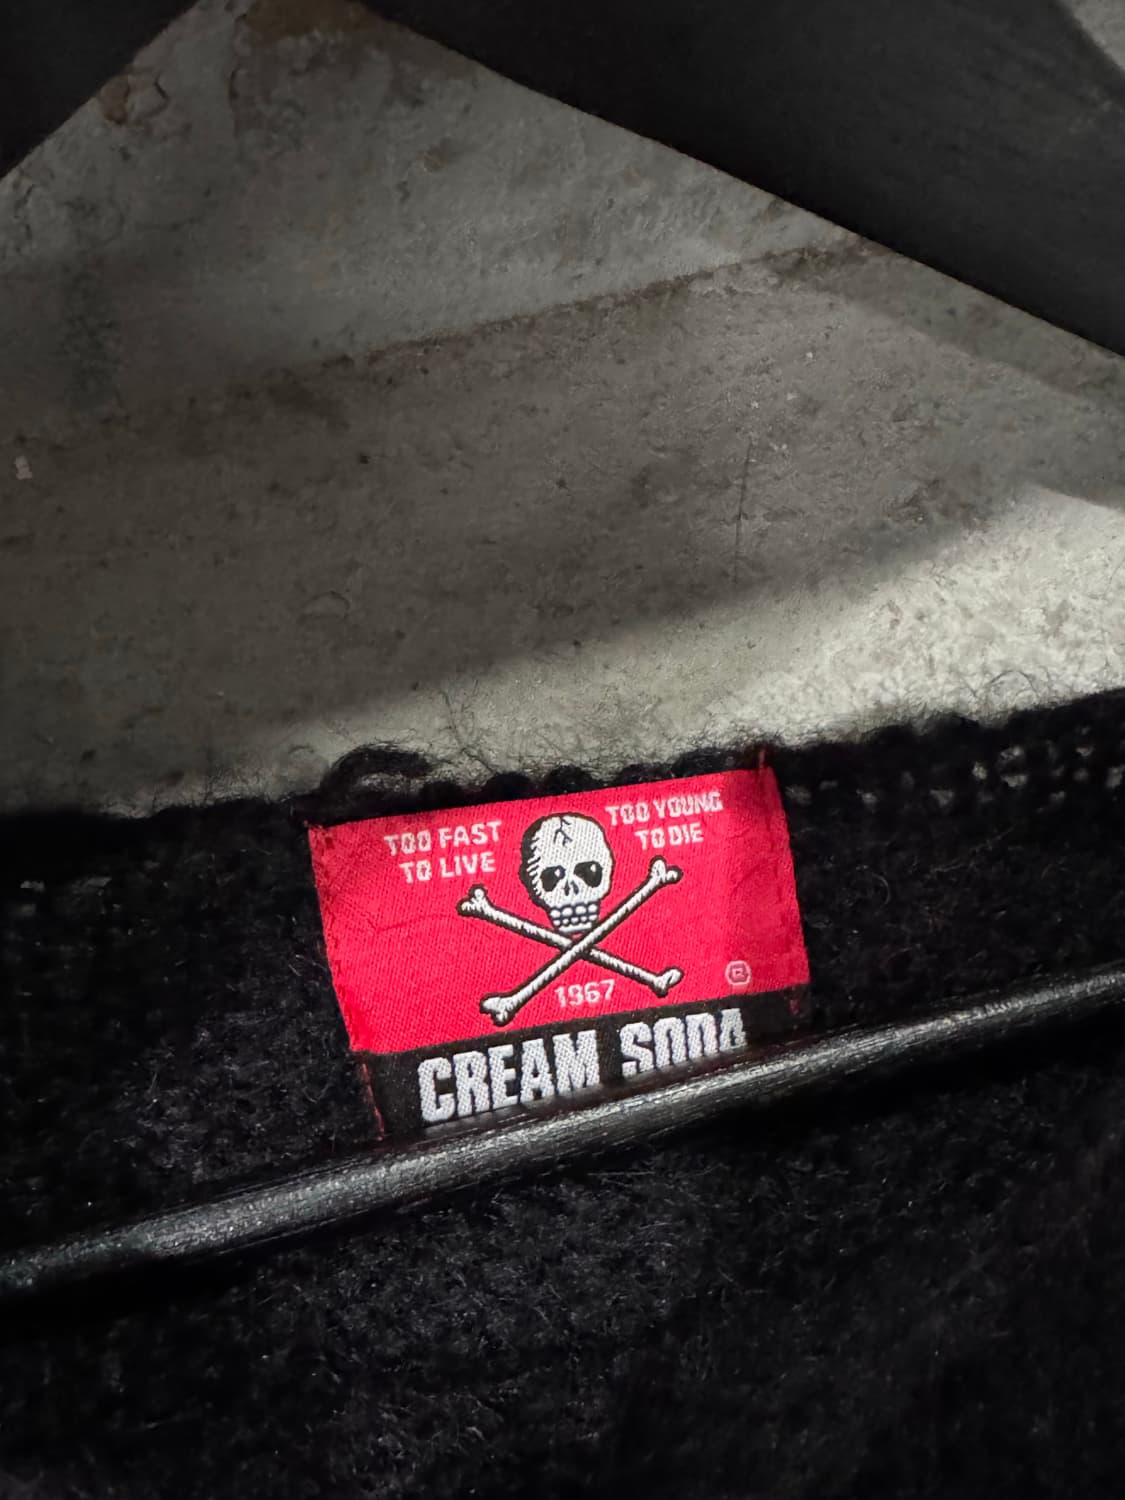 TOO FAST
TO LIVE
TOO YOUNG
TO DIE
1967
®
CREAM SODA